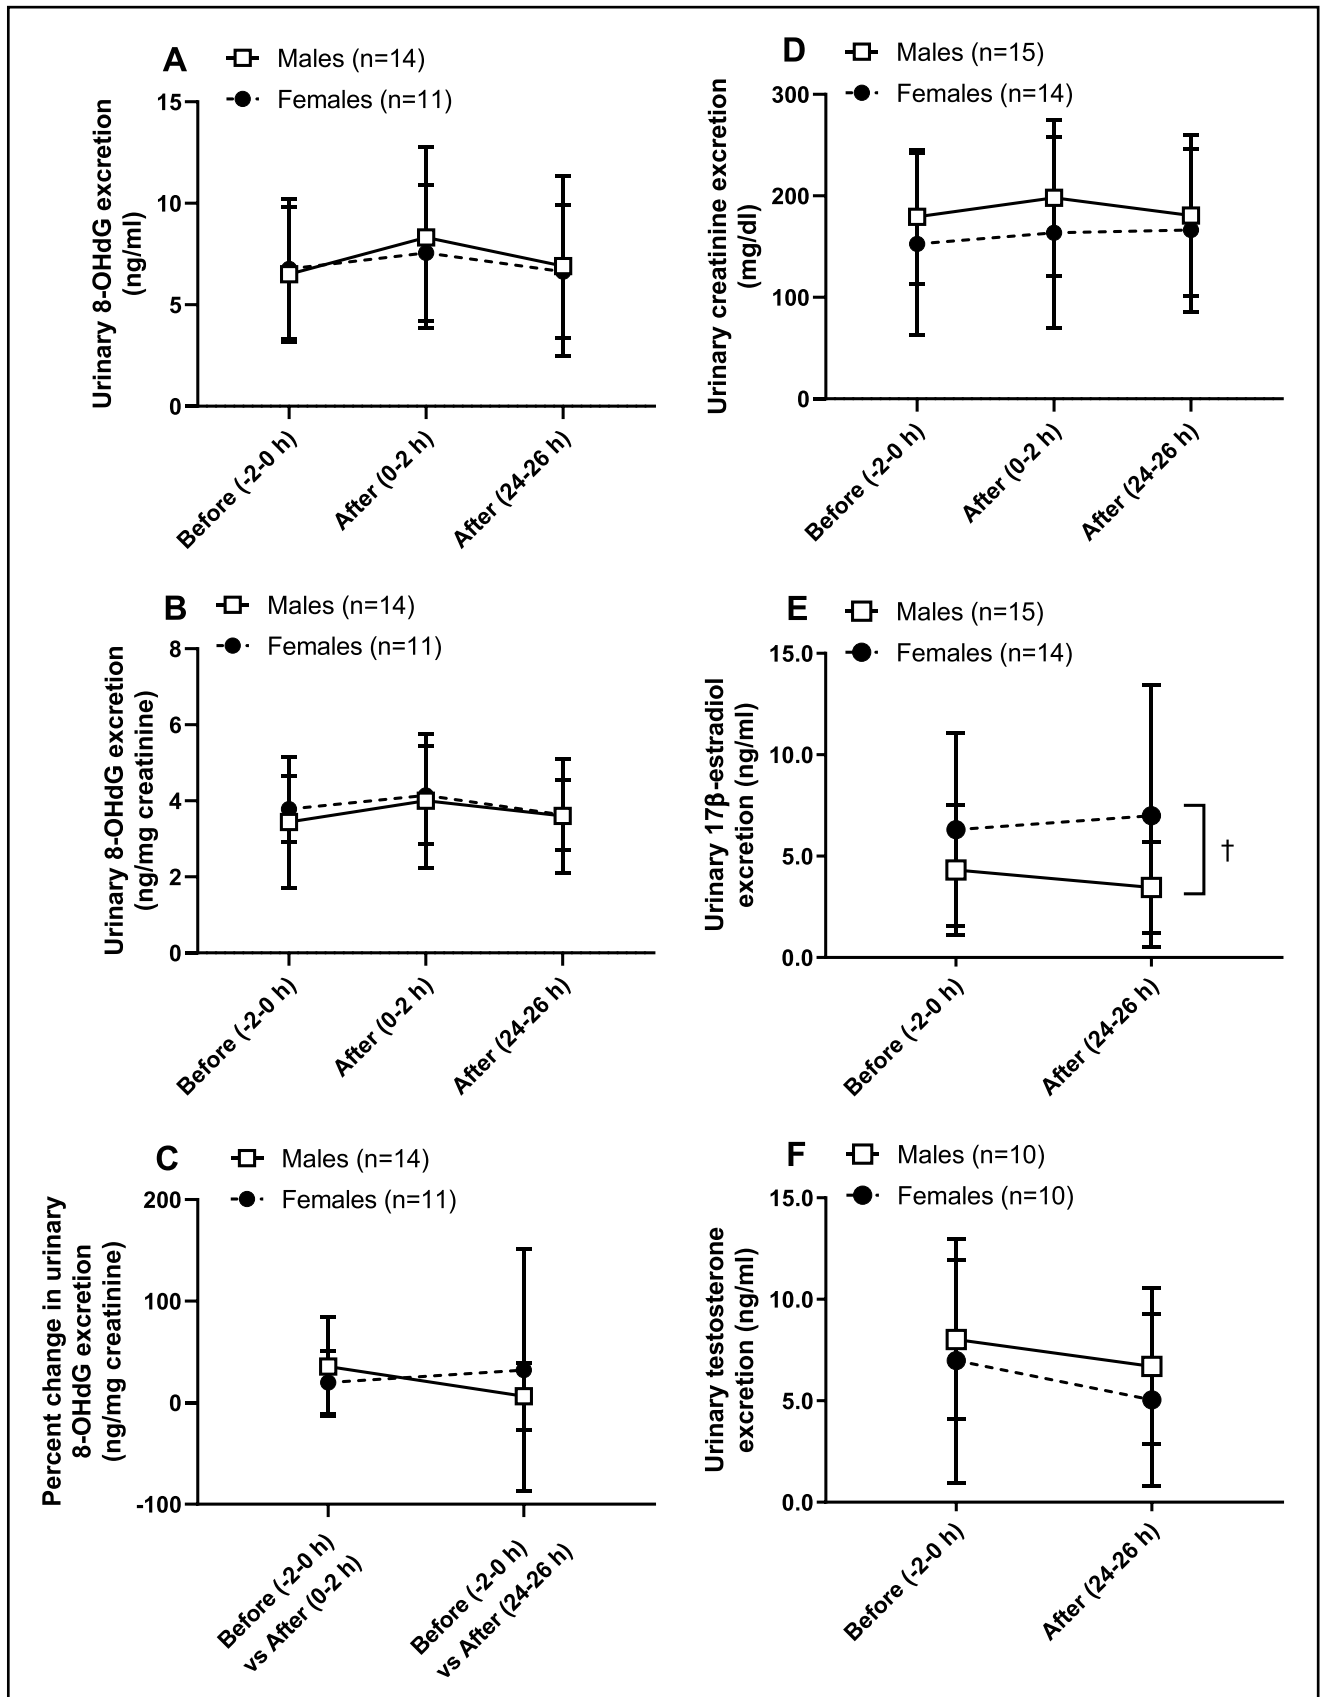 A
Males (n=14)
Females (n=11)
Urinary 8-OHdG excretion
(ng/ml)
15
10
5
0
Before (-2-0 h)
After (0-2 h)
After (24-26 h)
D
Males (n=15)
Females (n=14)
Urinary creatinine excretion
(mg/dl)
300
200
100
0
Before (-2-0 h)
After (0-2 h)
After (24-26 h)
B
Males (n=14)
Females (n=11)
Urinary 8-OHdG excretion
(ng/mg creatinine)
8
6
4
2
0
Before (-2-0 h)
After (0-2 h)
After (24-26 h)
E
Males (n=15)
Females (n=14)
Urinary 17β-estradiol
excretion (ng/ml)
15.0
10.0
5.0
0.0
†
Before (-2-0 h)
After (24-26 h)
C
Males (n=14)
Females (n=11)
Percent change in urinary
8-OHdG excretion
(ng/mg creatinine)
200
100
0
-100
Before (-2-0 h)
vs After (0-2 h)
Before (-2-0 h)
vs After (24-26 h)
F
Males (n=10)
Females (n=10)
Urinary testosterone
excretion (ng/ml)
15.0
10.0
5.0
0.0
Before (-2-0 h)
After (24-26 h)